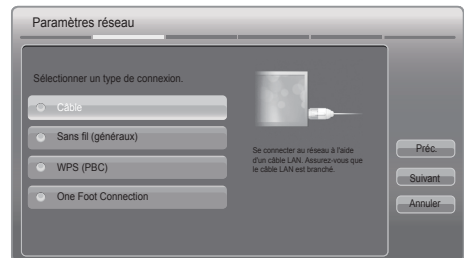 Paramètres réseau
Sélectionner un type de connexion.
Câble
Sans fil (généraux)
WPS (PBC)
One Foot Connection
Se connecter au réseau à l'aide
d'un câble LAN. Assurez-vous que
le câble LAN est branché.
Préc.
Suivant
Annuler